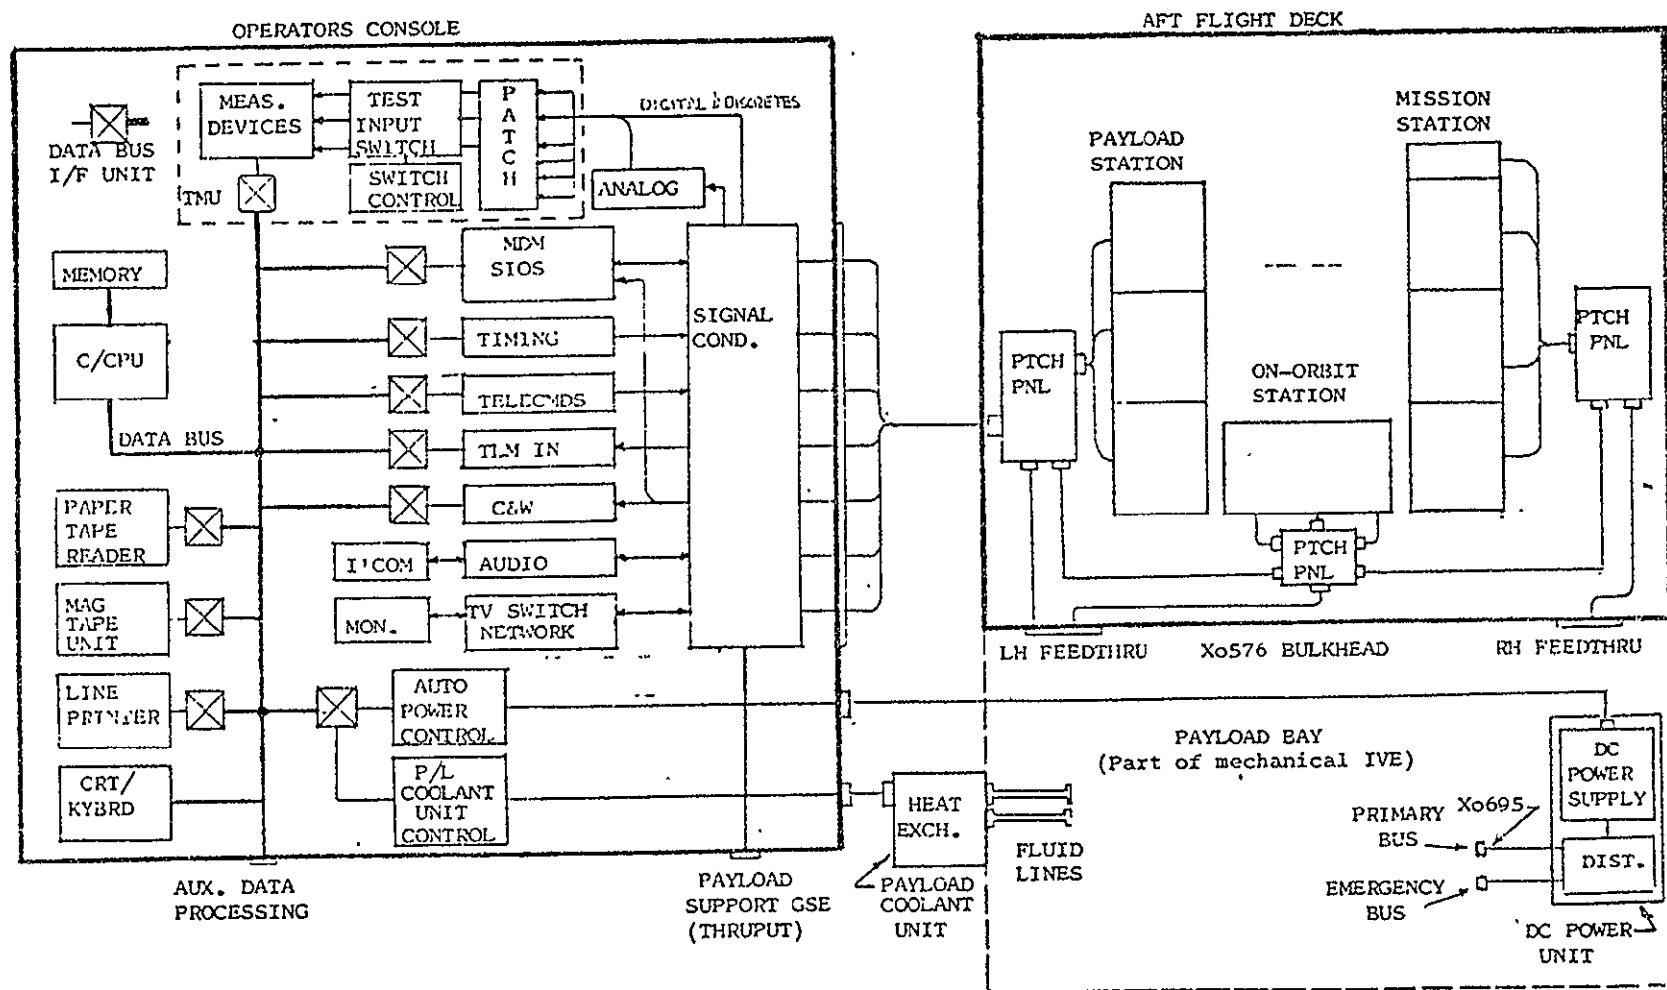 OPERATORS CONSOLE
AFT FLIGHT DECK
MEAS.
DEVICES
TEST
INPUT
SWITCH
SWITCH
CONTROL
P
A
T
C
H
DIGITAL & DISCRETES
ANALOG
DATA BUS
I/F UNIT
TMU
MEMORY
C/CPU
DATA BUS
MDM
SIOS
TIMING
TELECMDS
TLM IN
C&W
I'COM
AUDIO
MON.
TV SWITCH
NETWORK
SIGNAL
COND.
PAPER
TAPE
READER
MAG
TAPE
UNIT
LINE
PRINTER
CRT/
KYBRD
AUTO
POWER
CONTROL
P/L
COOLANT
UNIT
CONTROL
AUX. DATA
PROCESSING
PAYLOAD
SUPPORT GSE
(THRUPUT)
HEAT
EXCH.
PAYLOAD
COOLANT
UNIT
FLUID
LINES
PAYLOAD
STATION
MISSION
STATION
PTCH
PNL
ON-ORBIT
STATION
PTCH
PNL
PTCH
PNL
LH FEEDTHRU
Xo576 BULKHEAD
RH FEEDTHRU
PAYLOAD BAY
(Part of mechanical IVE)
DC
POWER
SUPPLY
DIST.
Xo695
PRIMARY
BUS
EMERGENCY
BUS
DC POWER
UNIT